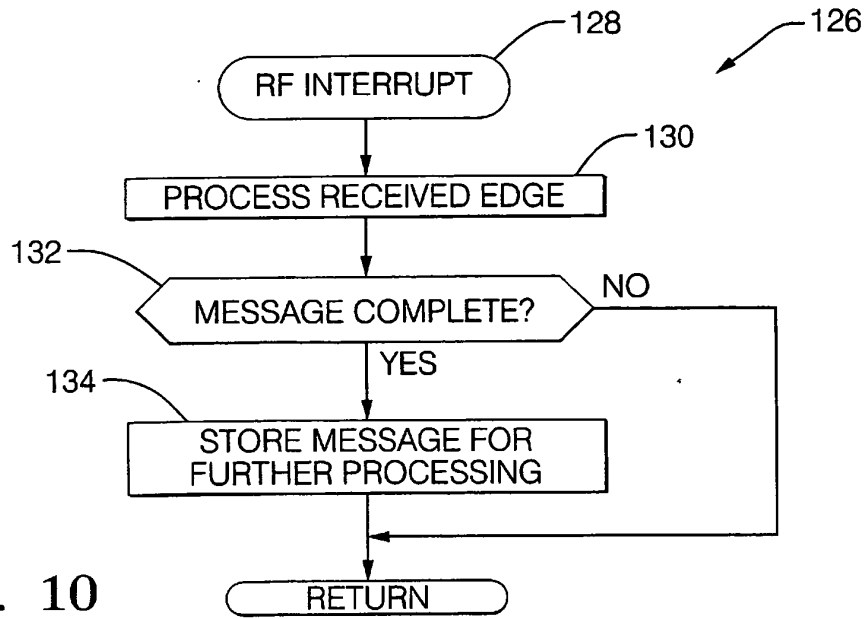 128
126
RF INTERRUPT
130
PROCESS RECEIVED EDGE
132
MESSAGE COMPLETE?
NO
YES
134
STORE MESSAGE FOR
FURTHER PROCESSING
. 10
RETURN